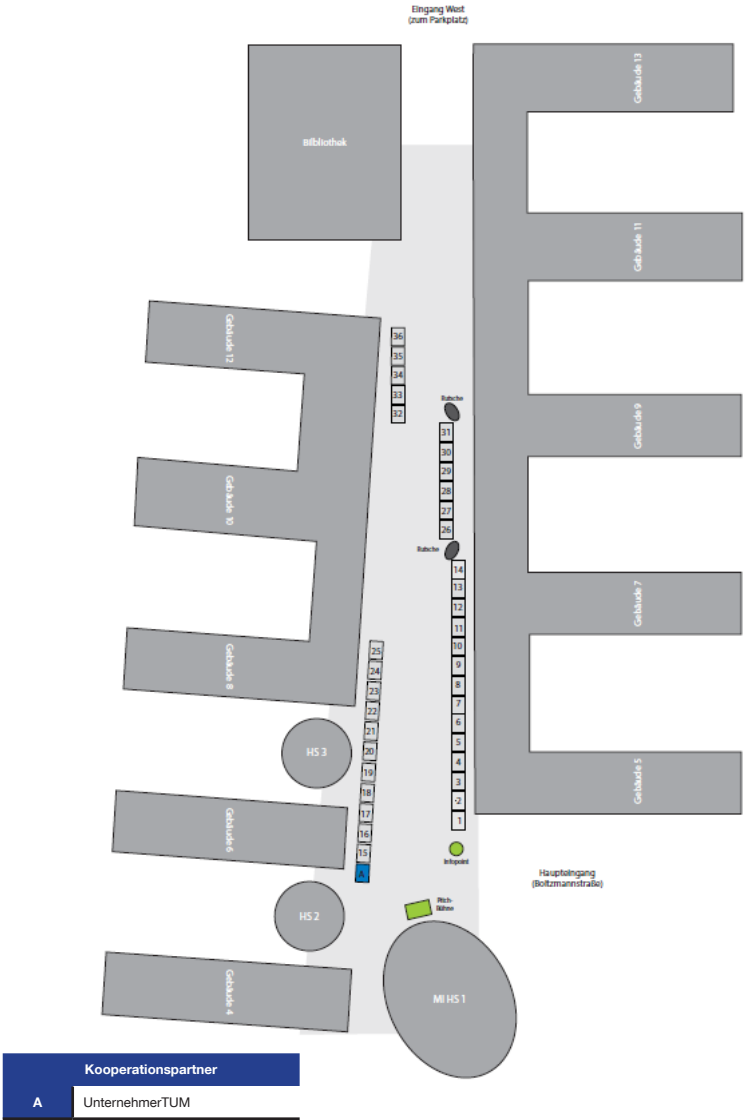 Eingang West
(zum Parkplatz)
Gebäude 13
Bilbliothek
Gebäude 11
Gebäude 12
36
35
34
33
32
Rutsche
Gebäude 9
31
30
29
28
27
26
Gebäude 10
Rutsche
14
13
12
11
10
9
8
7
6
5
4
3
2
1
Gebäude 7
25
24
23
22
21
20
19
18
17
16
15
A
Gebäude 8
HS 3
Gebäude 5
Gebäude 6
Infopoint
Haupteingang
(Boltzmannstraße)
Pitch-
Bühne
HS 2
Gebäude 4
MI HS 1
Kooperationspartner
A UnternehmerTUM